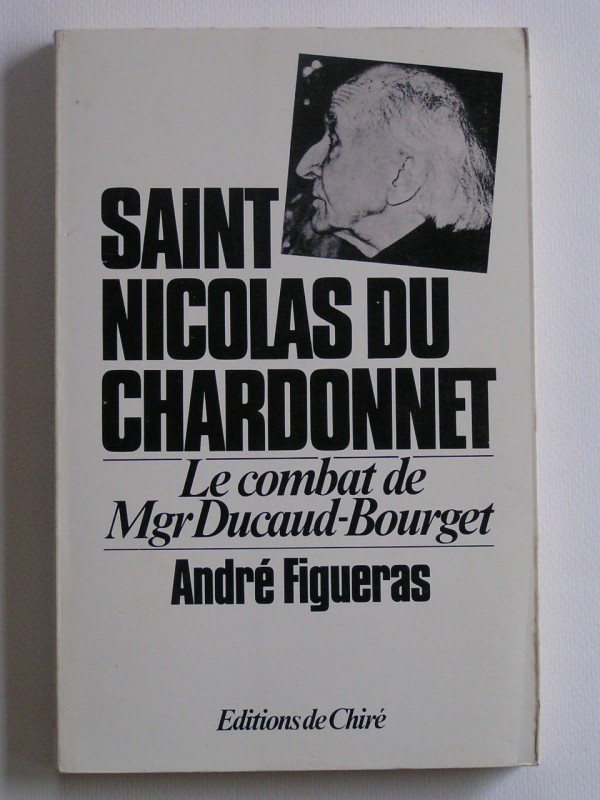 SAINT
NICOLAS DU
CHARDONNET
Le combat de
Mgr Ducaud-Bourget
André Figueras
Editions de Chiré